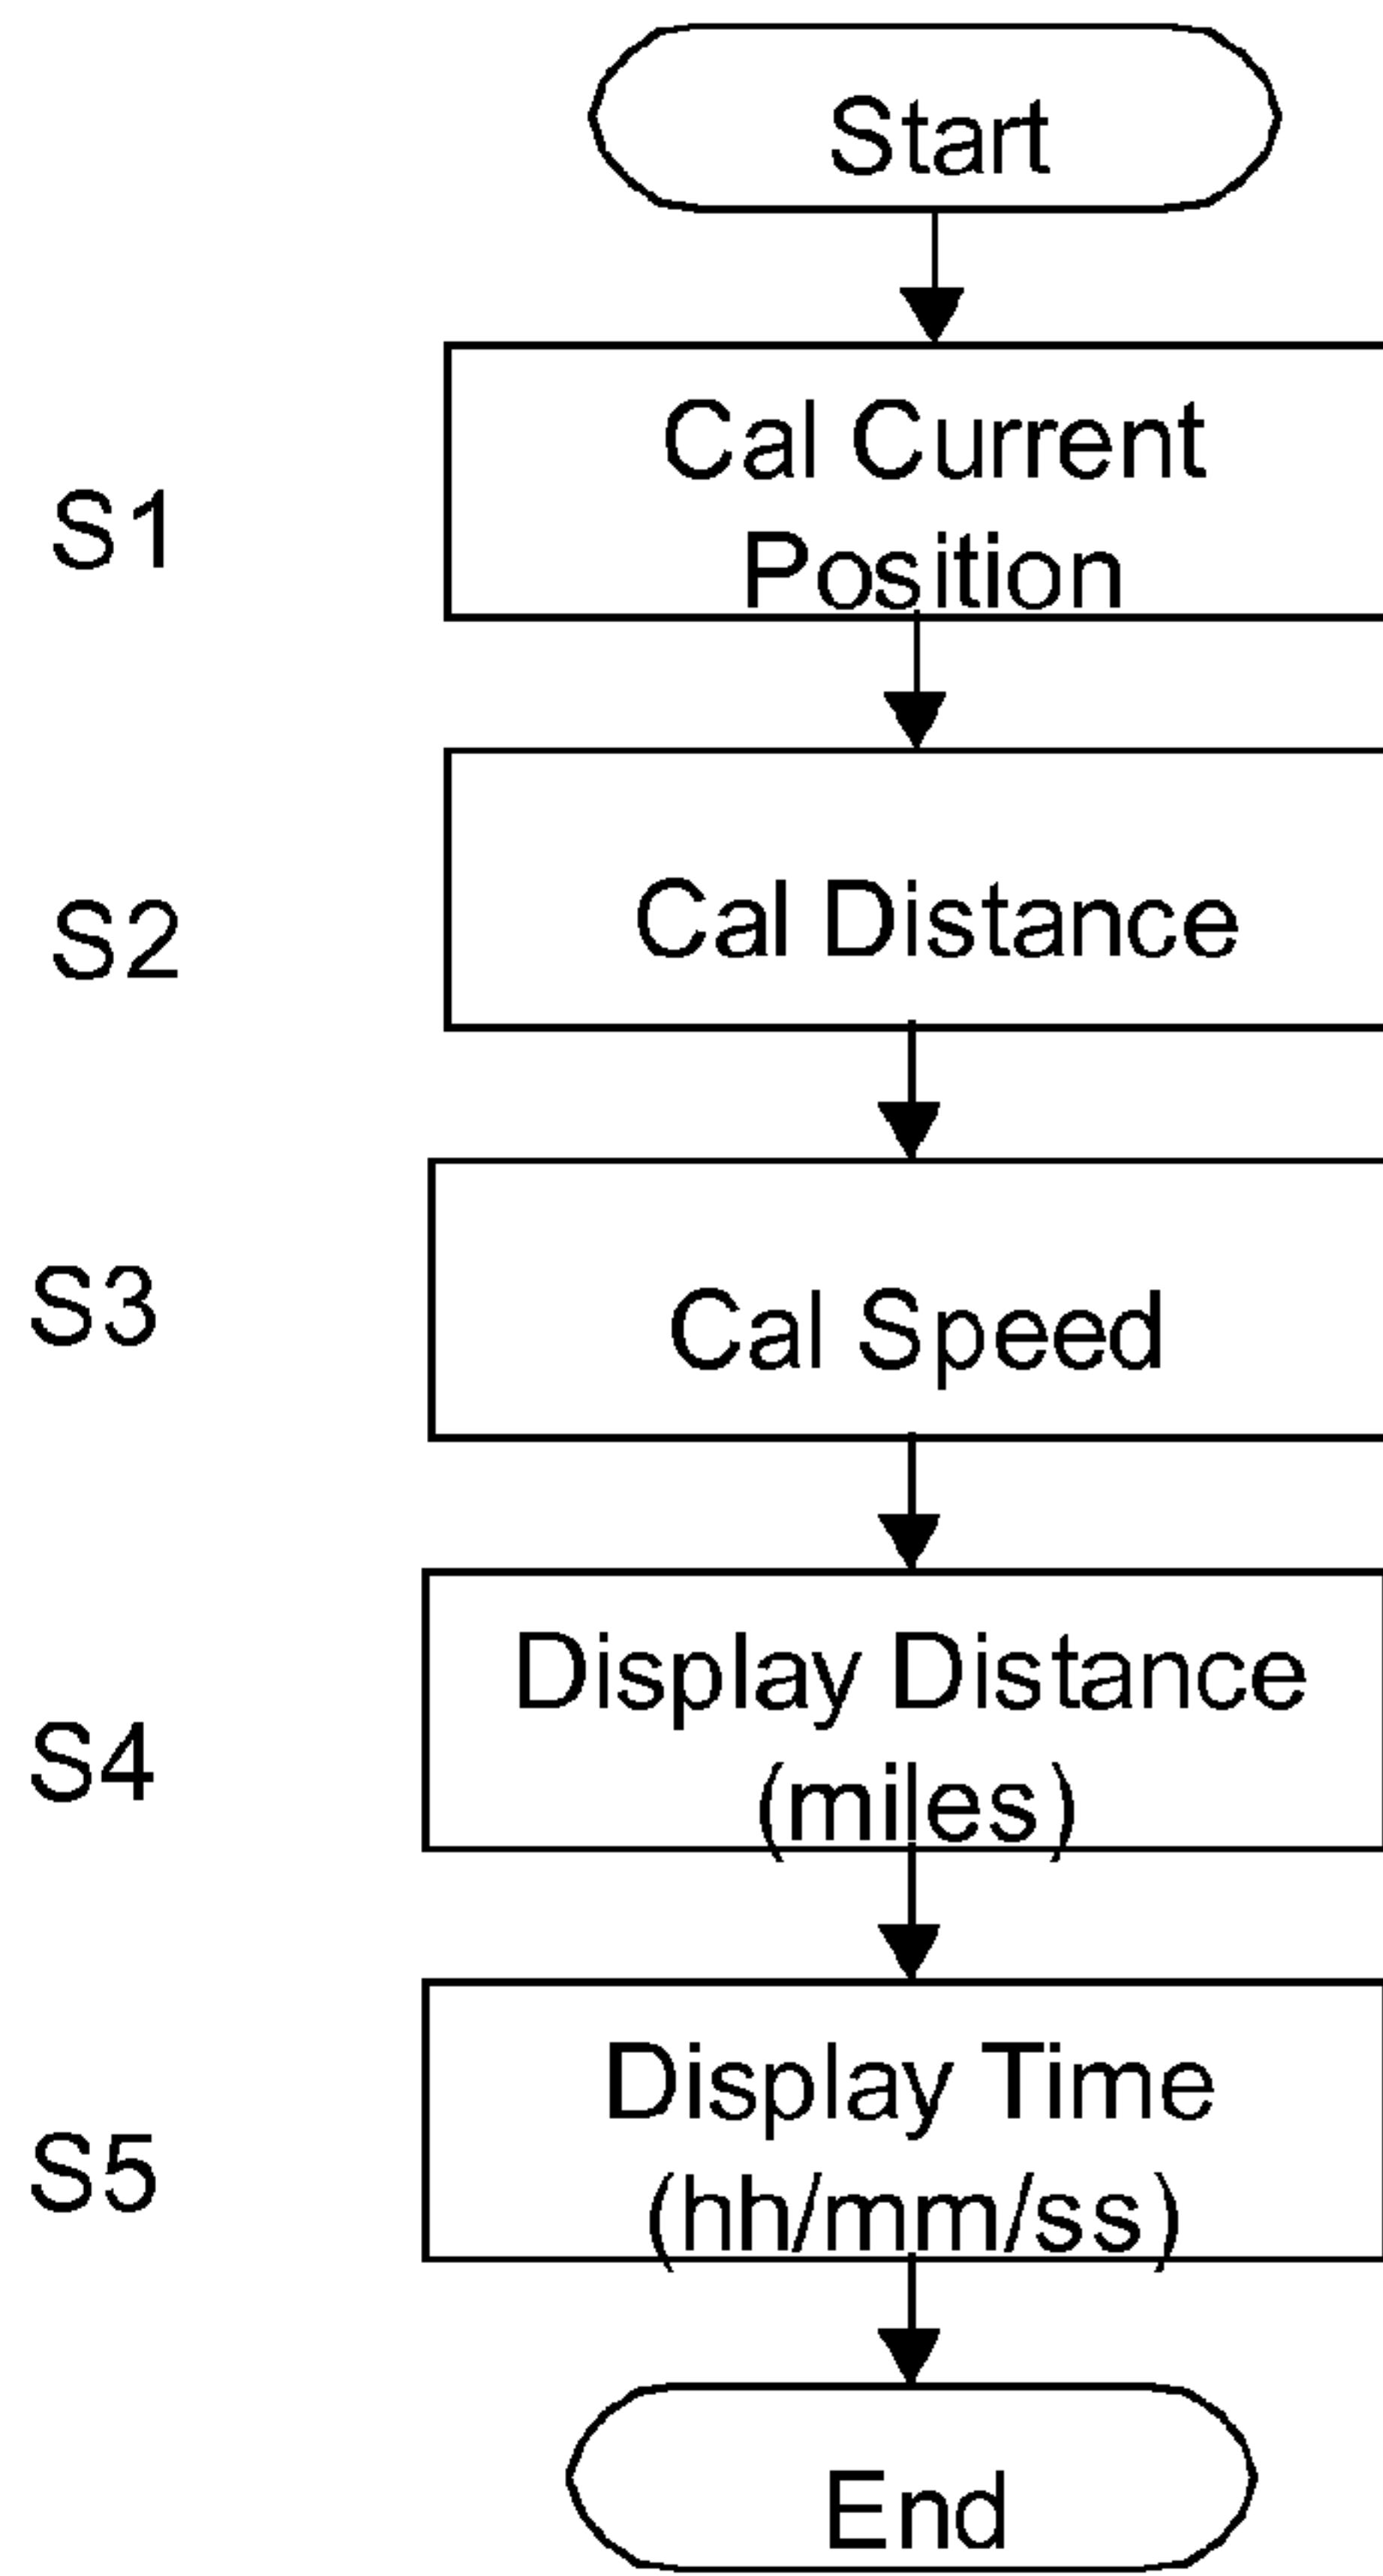 Start
S1
Cal Current
Position
S2
Cal Distance
S3
Cal Speed
S4
Display Distance
(miles)
S5
Display Time
(hh/mm/ss)
End